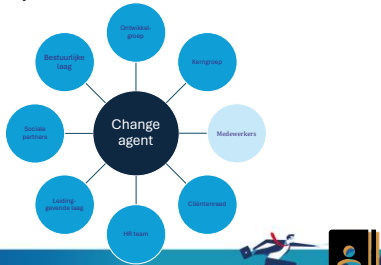 Ontwikkel-
groep
Bestuurlijke
laag
Kerngroep
Change
agent
Sociale
partners
Medewerkers
Leiding-
gevende laag
Cliëntenraad
HR team